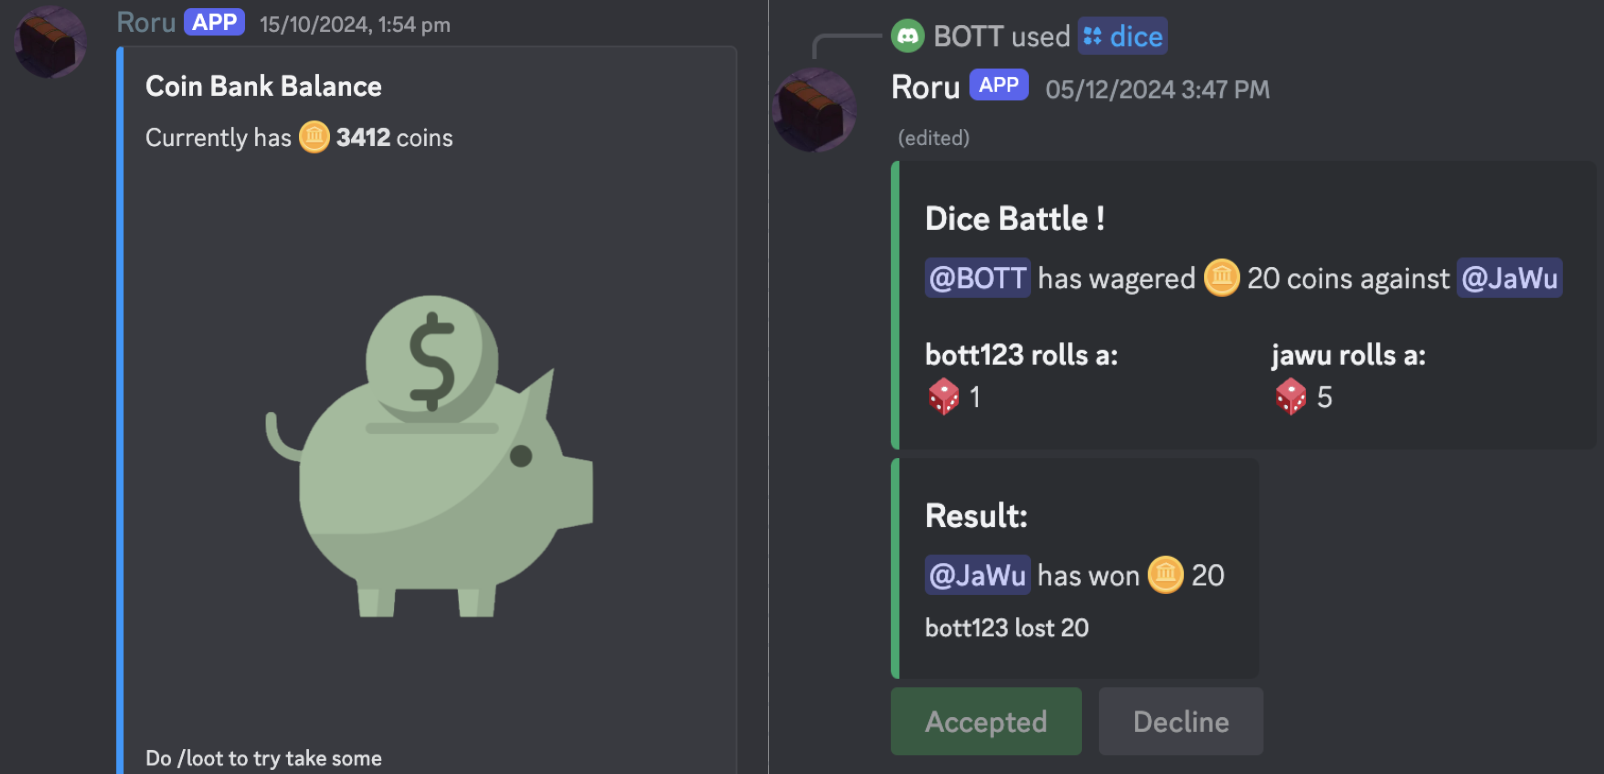 Roru APP 15/10/2024, 1:54 pm
Coin Bank Balance
Currently has 3412 coins
$
Do /loot to try take some
BOTT used dice
Roru APP 05/12/2024 3:47 PM
(edited)
Dice Battle !
@BOTT has wagered 20 coins against @JaWu
bott123 rolls a:
1
jawu rolls a:
5
Result:
@JaWu has won 20
bott123 lost 20
Accepted
Decline